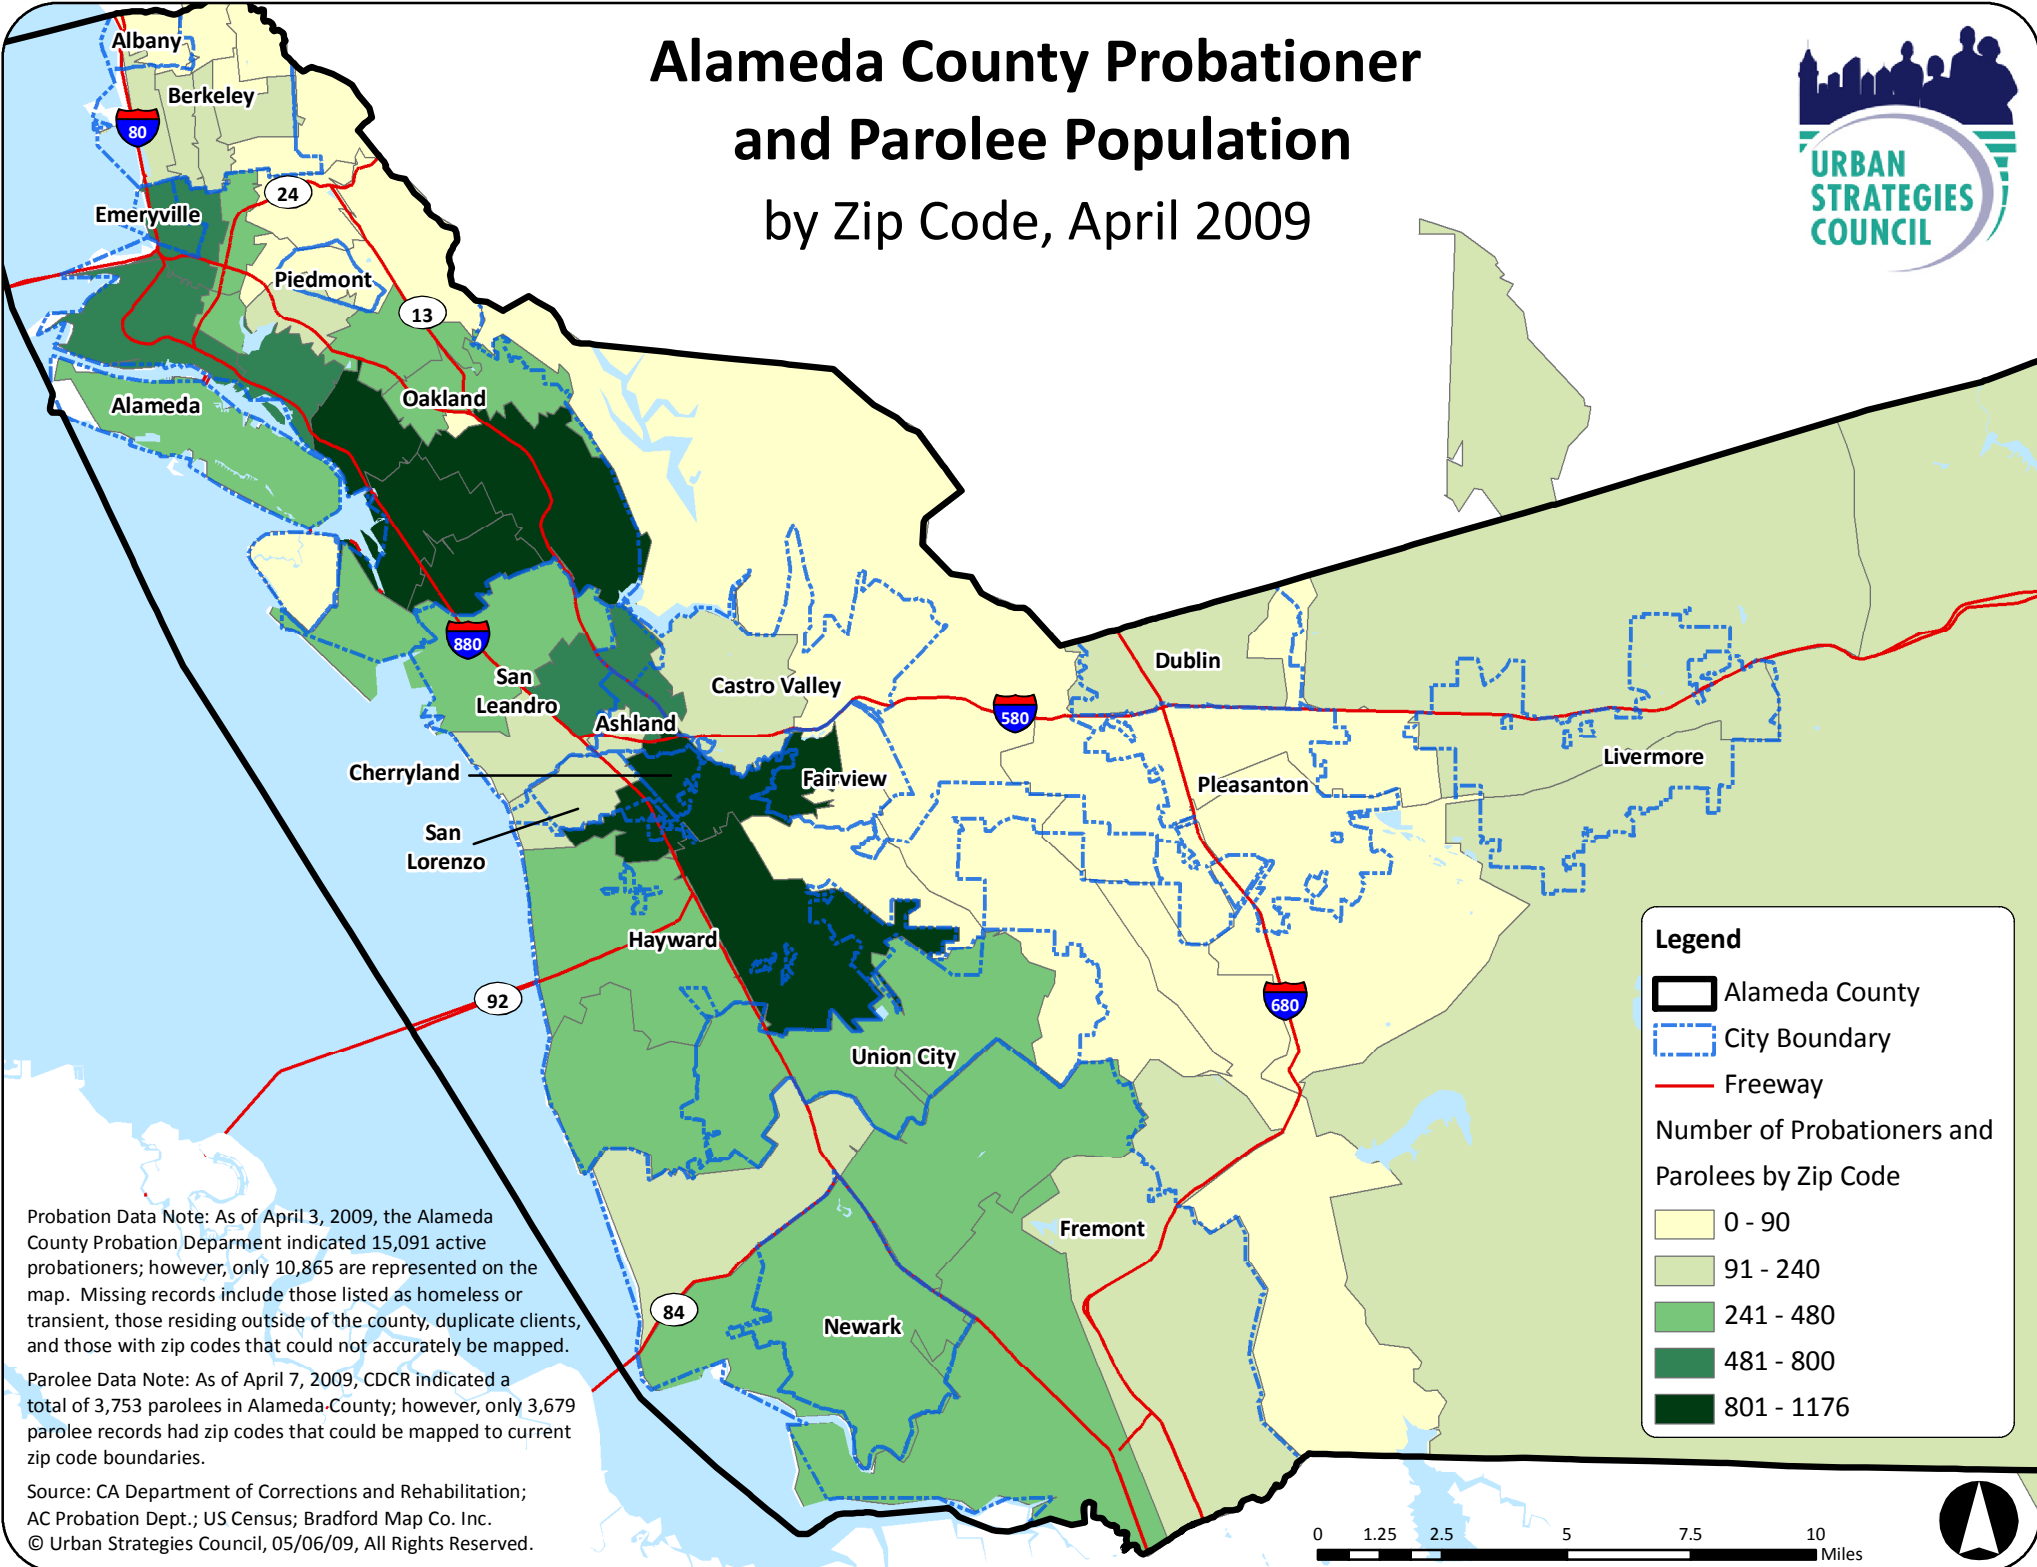 Alameda County Probationer
and Parolee Population
by Zip Code, April 2009
URBAN
STRATEGIES
COUNCIL
Albany
Berkeley
80
24
Emeryville
Piedmont
13
Oakland
Alameda
880
San
Leandro
Castro Valley
Dublin
Ashland
580
Cherryland
Fairview
Livermore
Pleasanton
San
Lorenzo
Hayward
92
680
Union City
Fremont
84
Newark
Legend
Alameda County
City Boundary
Freeway
Number of Probationers and
Parolees by Zip Code
0 - 90
91 - 240
241 - 480
481 - 800
801 - 1176
Probation Data Note: As of April 3, 2009, the Alameda
County Probation Deparment indicated 15,091 active
probationers; however, only 10,865 are represented on the
map.  Missing records include those listed as homeless or
transient, those residing outside of the county, duplicate clients,
and those with zip codes that could not accurately be mapped.
Parolee Data Note: As of April 7, 2009, CDCR indicated a
total of 3,753 parolees in Alameda County; however, only 3,679
parolee records had zip codes that could be mapped to current
zip code boundaries.
Source: CA Department of Corrections and Rehabilitation;
AC Probation Dept.; US Census; Bradford Map Co. Inc.
© Urban Strategies Council, 05/06/09, All Rights Reserved.
0 1.25 2.5 5 7.5 10
Miles